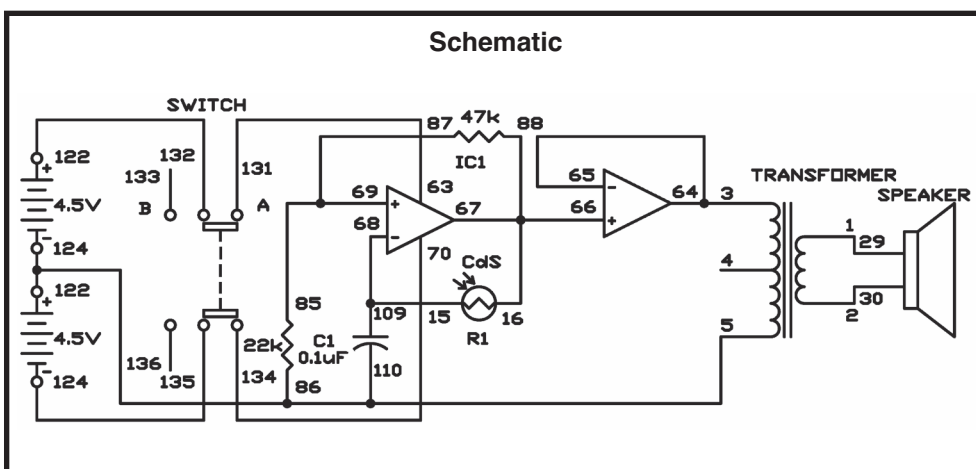 Schematic
SWITCH
122
+
132
133
131
4.5V
B
A
-
124
122
+
4.5V
-
124
136
135
134
87
47k
88
IC1
69
+
63
68
-
67
70
65
-
64
66
+
CdS
109
15
16
R1
85
22k
C1
0.1uF
86
110
TRANSFORMER
SPEAKER
3
4
5
1
29
30
2